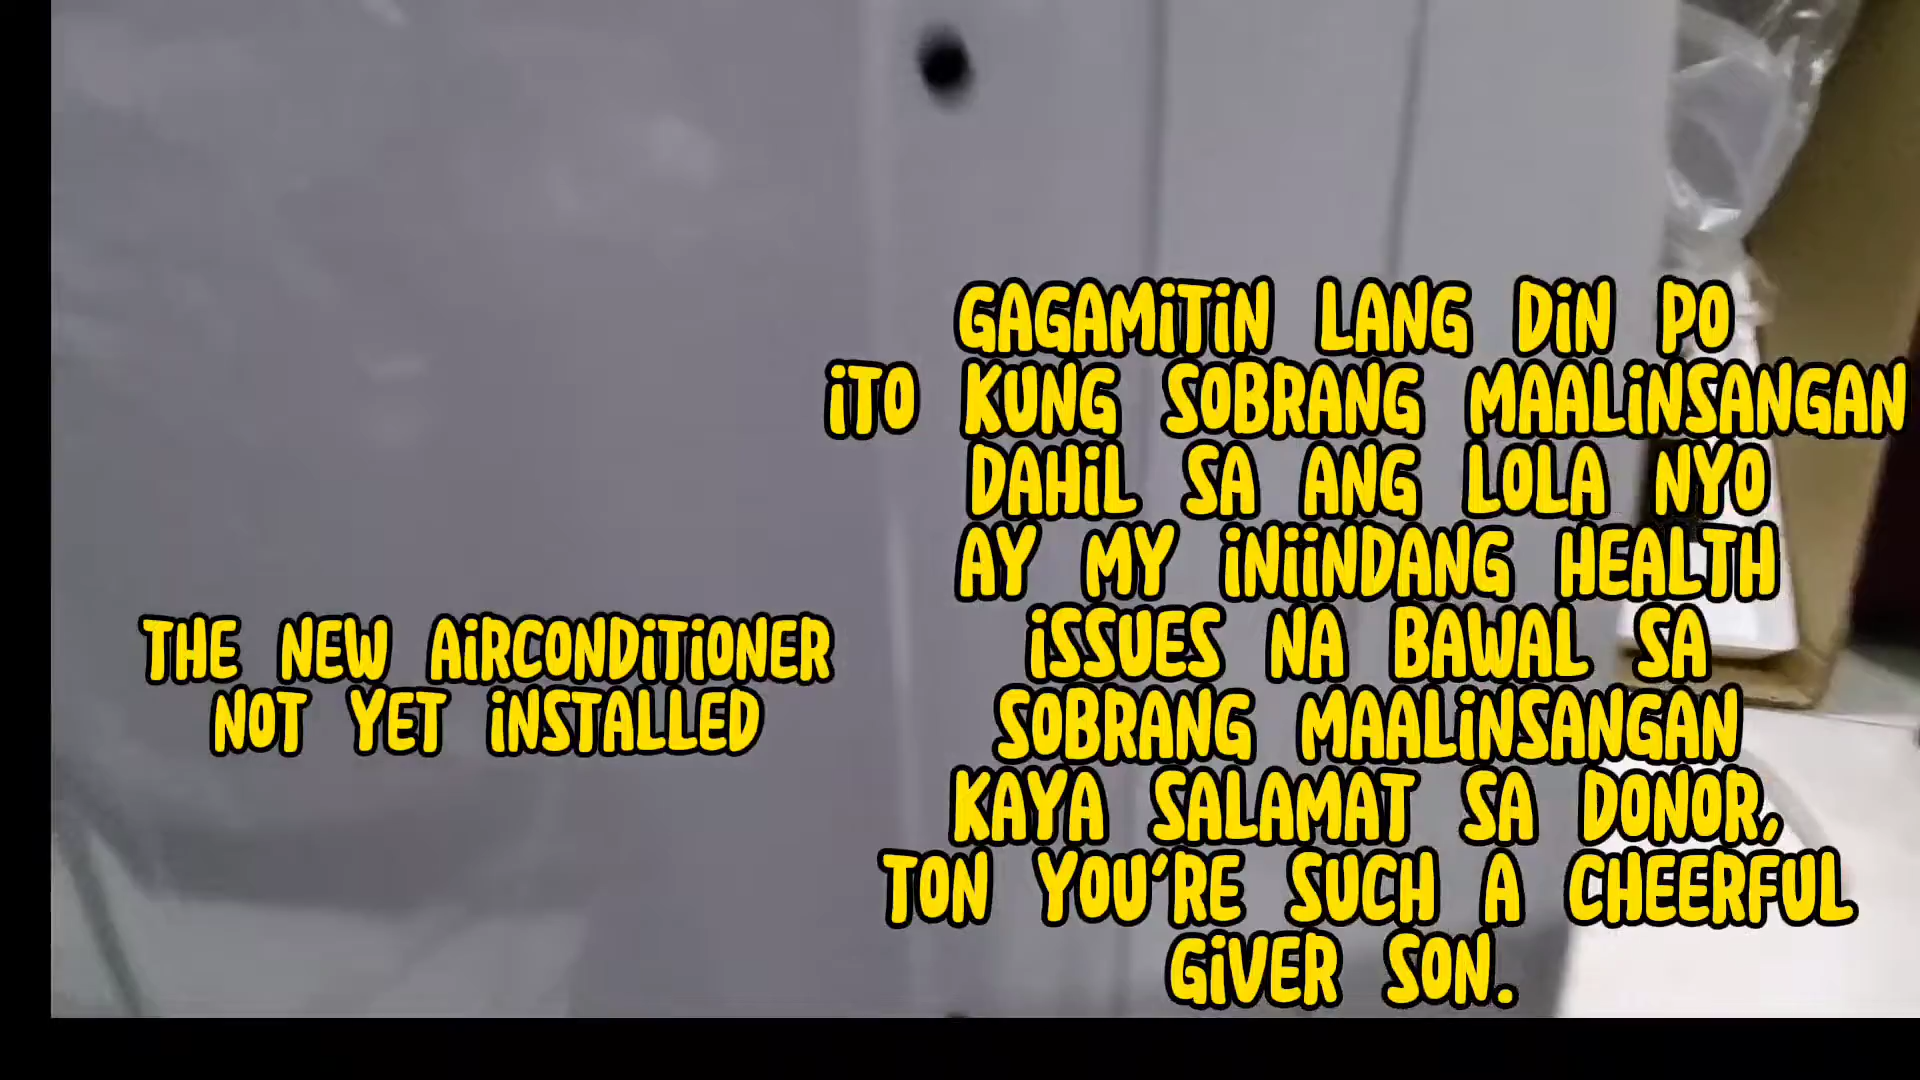 THE NEW AIRCONDITIONER
NOT YET INSTALLED
GAGAMITIN LANG DIN PO
ITO KUNG SOBRANG MAALINSANGAN
DAHIL SA ANG LOLA NYO
AY MY INIINDANG HEALTH
ISSUES NA BAWAL SA
SOBRANG MAALINSANGAN
KAYA SALAMAT SA DONOR,
TON YOU'RE SUCH A CHEERFUL
GIVER SON.